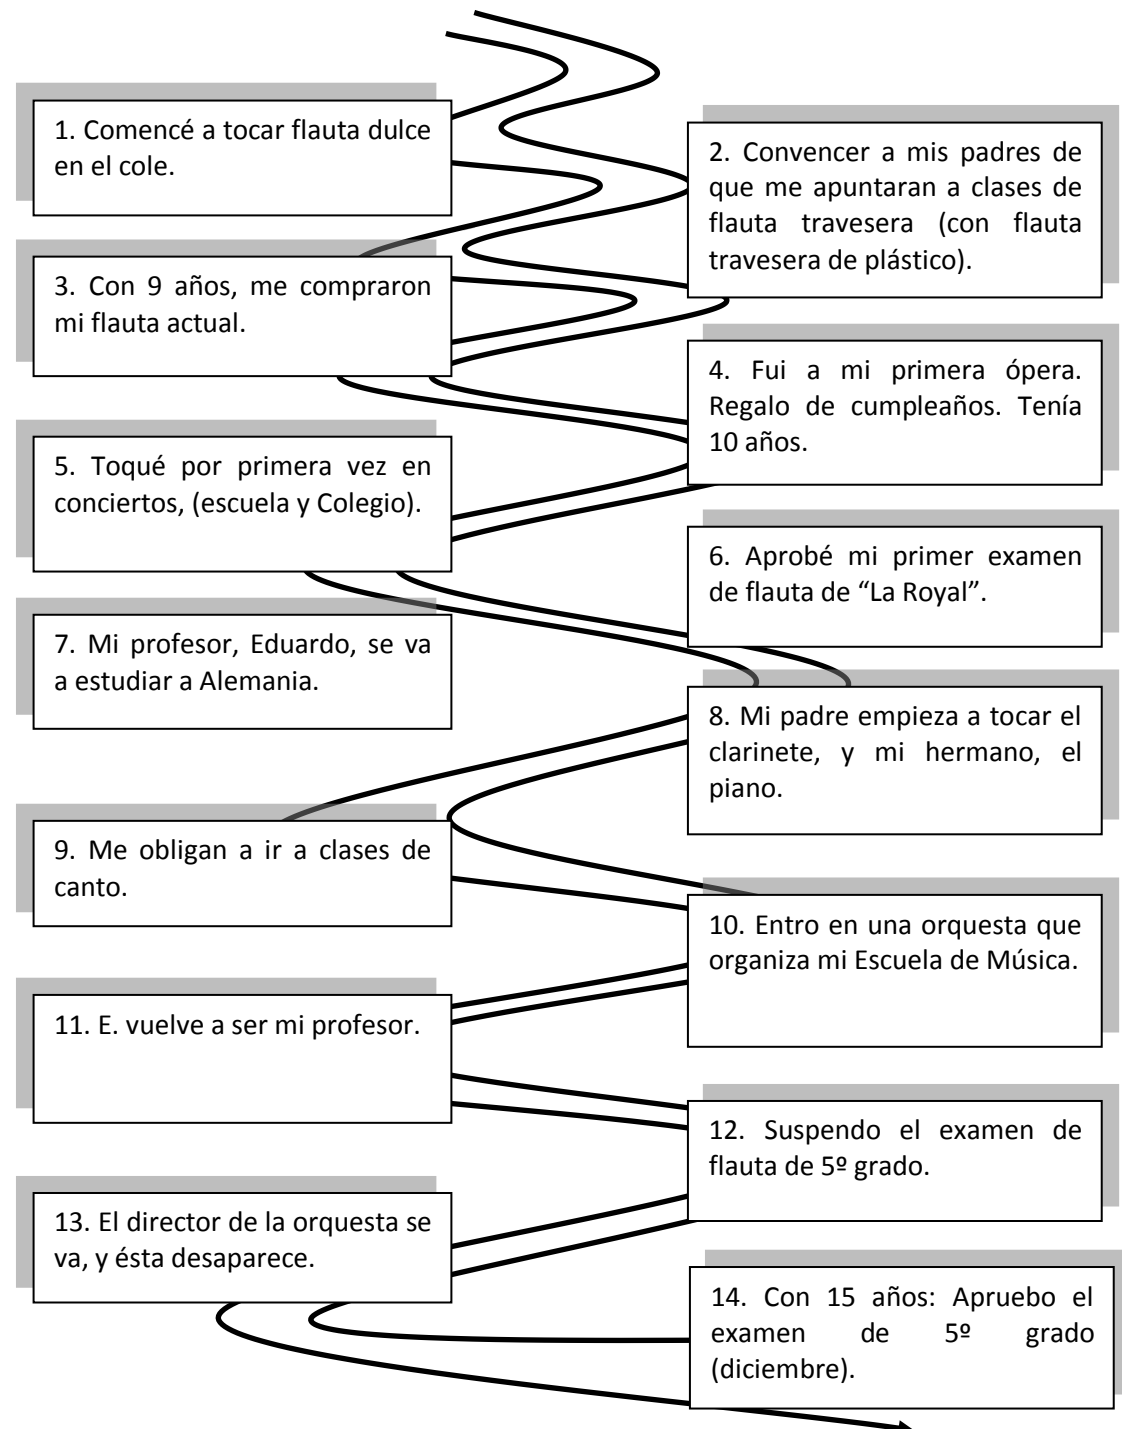 1. Comencé a tocar flauta dulce
en el cole.
2. Convencer a mis padres de
que me apuntaran a clases de
flauta travesera (con flauta
travesera de plástico).
3. Con 9 años, me compraron
mi flauta actual.
4. Fui a mi primera ópera.
Regalo de cumpleaños. Tenía
10 años.
5. Toqué por primera vez en
conciertos, (escuela y Colegio).
6. Aprobé mi primer examen
de flauta de “La Royal”.
7. Mi profesor, Eduardo, se va
a estudiar a Alemania.
8. Mi padre empieza a tocar el
clarinete, y mi hermano, el
piano.
9. Me obligan a ir a clases de
canto.
10. Entro en una orquesta que
organiza mi Escuela de Música.
11. E. vuelve a ser mi profesor.
12. Suspendo el examen de
flauta de 5º grado.
13. El director de la orquesta se
va, y ésta desaparece.
14. Con 15 años: Apruebo el
examen de 5º grado
(diciembre).